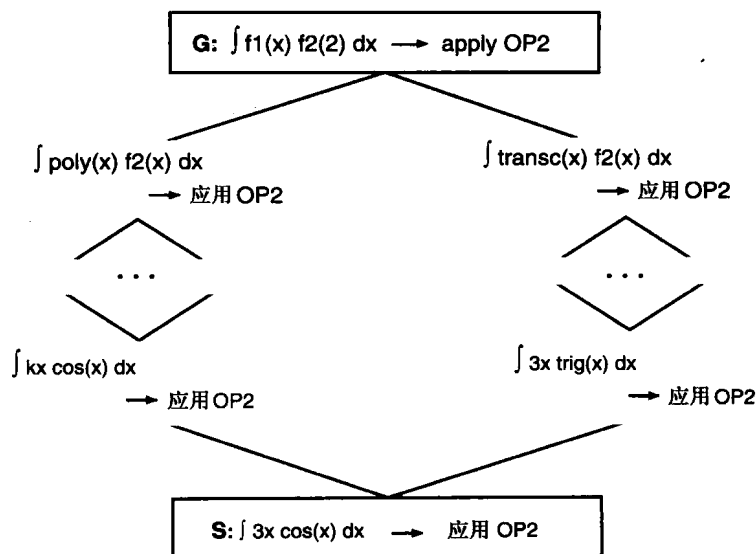 G: ∫ f1(x) f2(2) dx → apply OP2
∫ poly(x) f2(x) dx
→ 应用 OP2
∫ transc(x) f2(x) dx
→ 应用 OP2
...
...
∫ kx cos(x) dx
→ 应用 OP2
∫ 3x trig(x) dx
→ 应用 OP2
S: ∫ 3x cos(x) dx → 应用 OP2